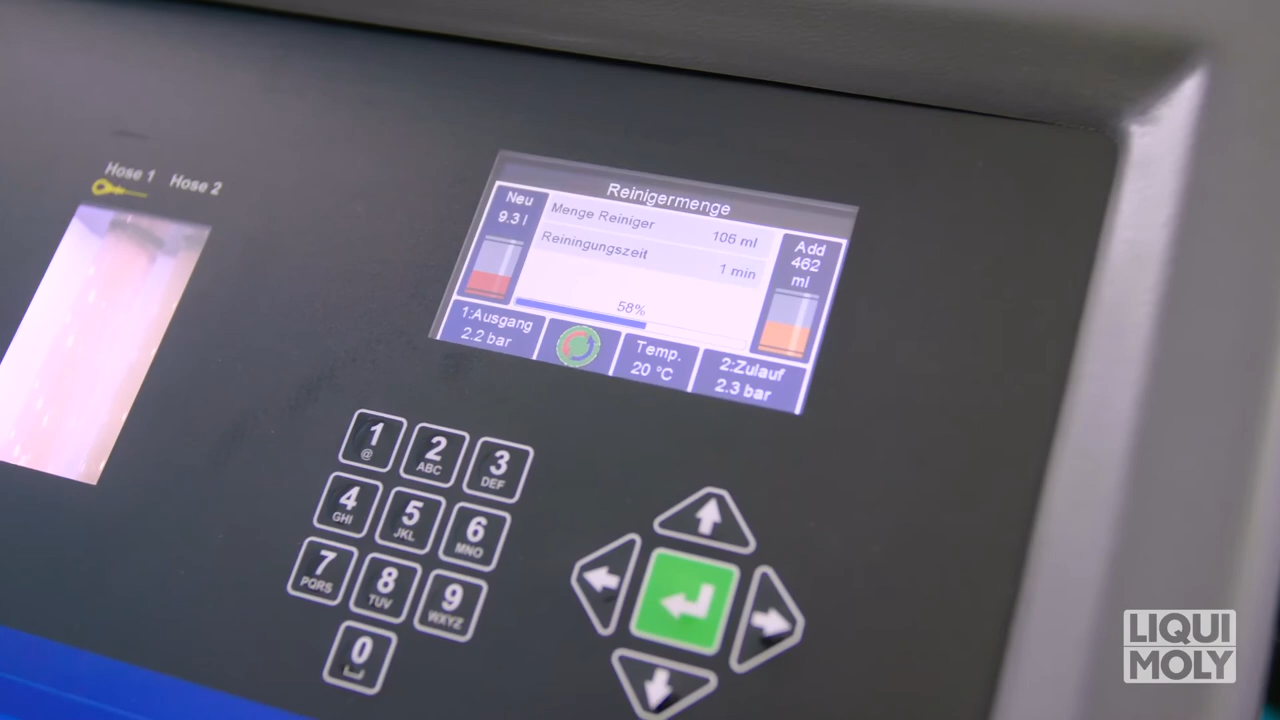 Hose 1 Hose 2
Reinigermenge
Neu
9.3 l
Menge Reiniger 106 ml
Reiningungszeit 1 min
58%
Add
462
ml
1:Ausgang
2.2 bar
Temp.
20 °C
2:Zulauf
2.3 bar
1 2 3
@ ABC DEF
4 5 6
GHI JKL MNO
7 8 9
PQRS TUV WXYZ
0
LIQUI
MOLY